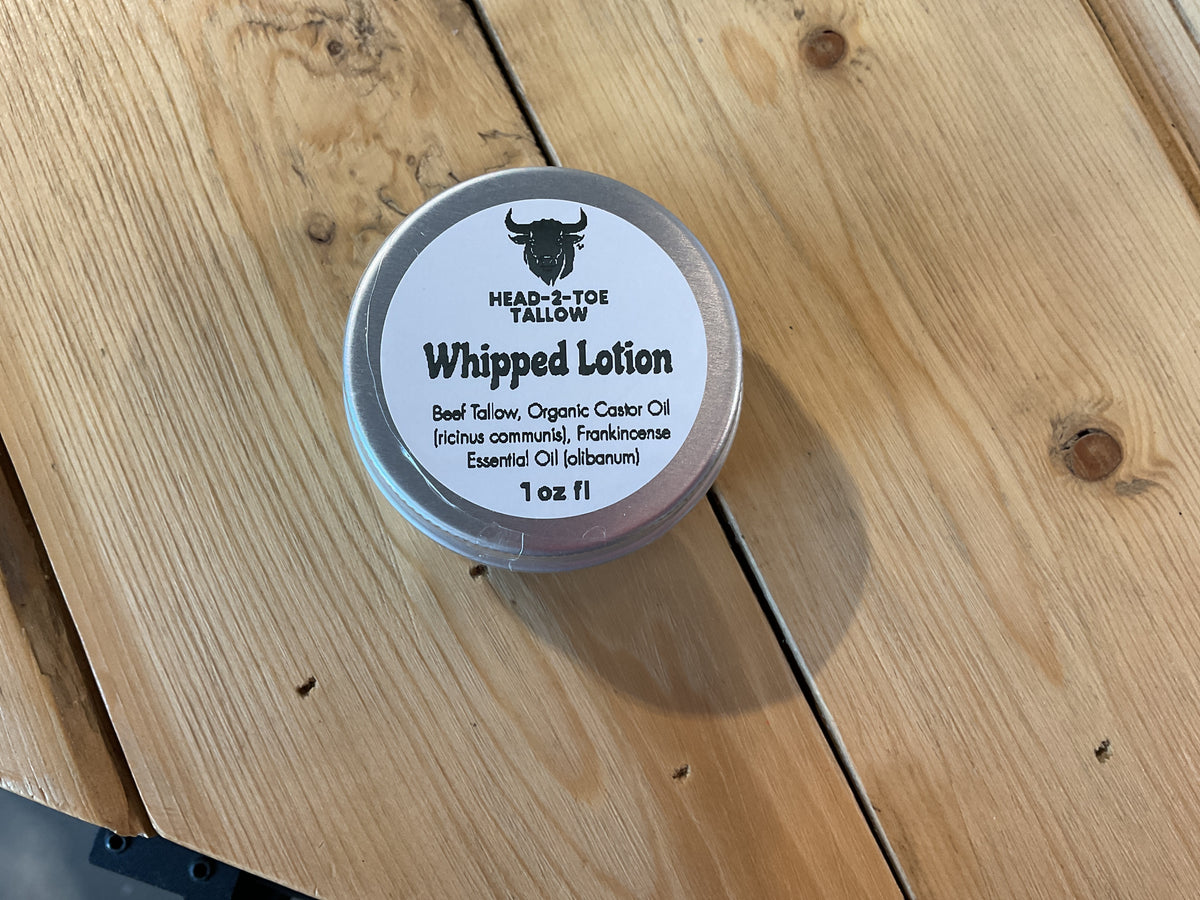 HEAD-2-TOE
TALLOW
Whipped Lotion
Beef Tallow, Organic Castor Oil
(ricinus communis), Frankincense
Essential Oil (olibanum)
1 oz fl